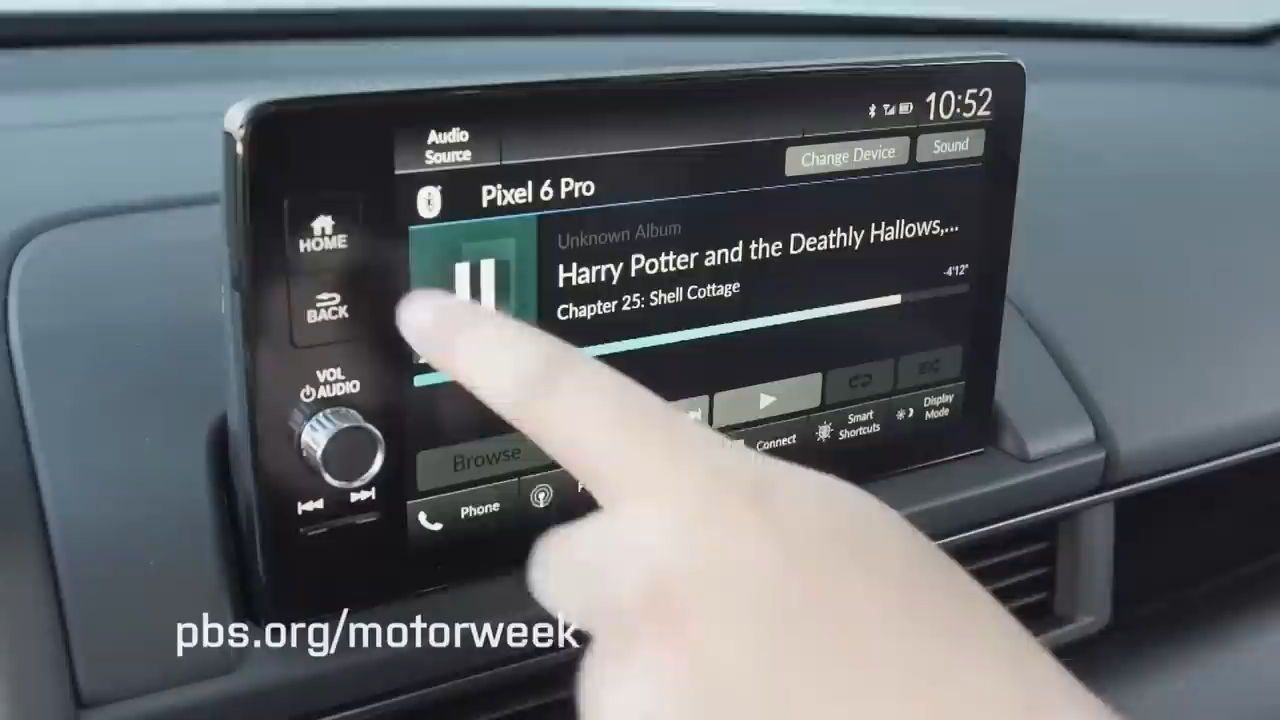 10:52
Audio
Source
Change Device
Sound
Pixel 6 Pro
HOME
Unknown Album
Harry Potter and the Deathly Hallows,...
-4'12"
Chapter 25: Shell Cottage
BACK
VOL
AUDIO
Browse
Connect
Smart
Shortcuts
Display
Mode
Phone
pbs.org/motorweek